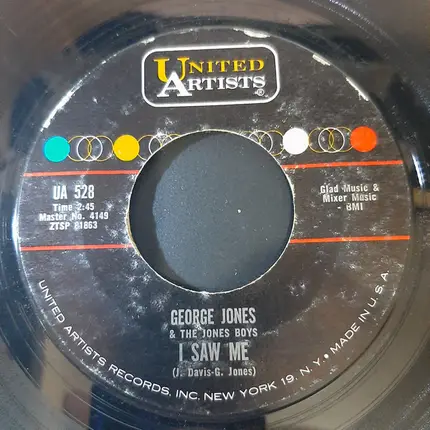 UNITED
ARTISTS®
UA 528
Time 2:45
Master No. 4149
ZTSP 81863
Glad Music &
Mixer Music
- BMI
GEORGE JONES
& THE JONES BOYS
I SAW ME
(J. Davis-G. Jones)
UNITED ARTISTS RECORDS, INC. NEW YORK 19, N.Y. • MADE IN U.S.A.